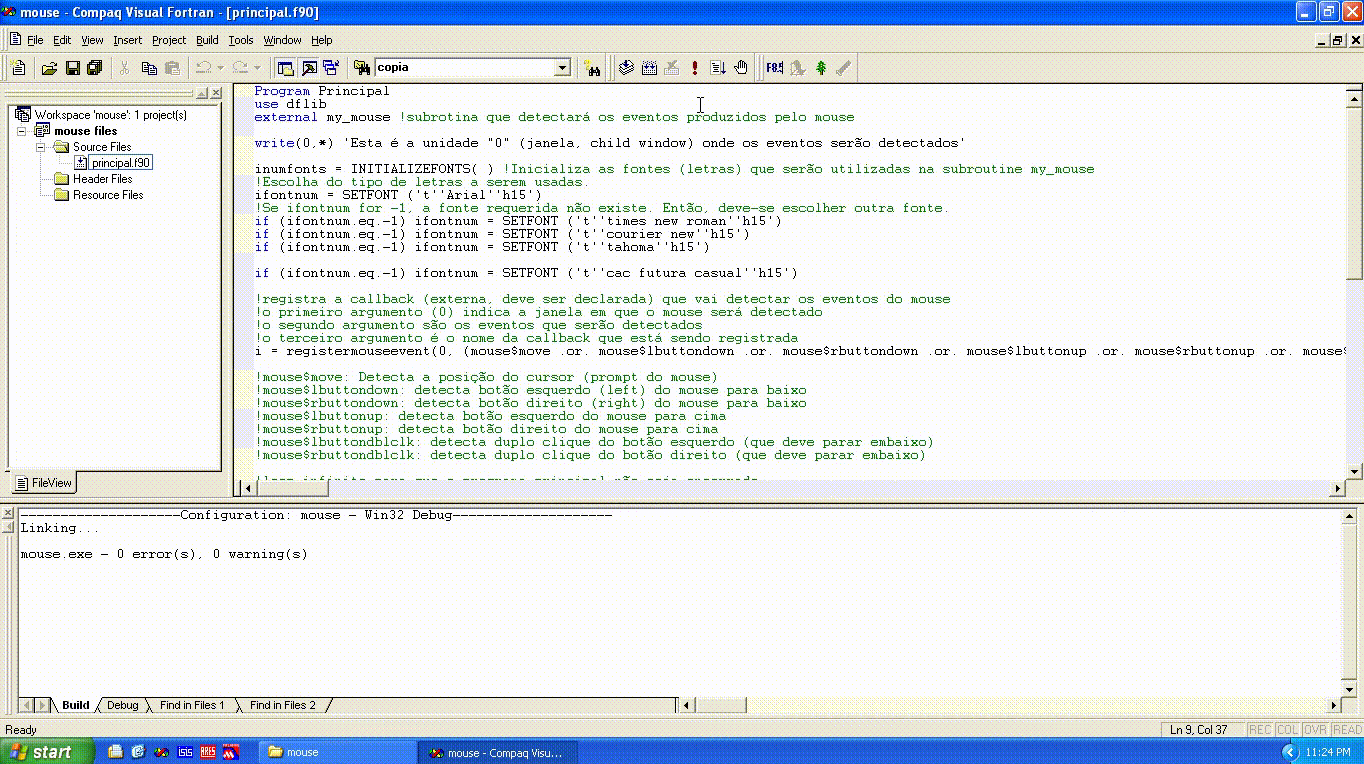 mouse - Compaq Visual Fortran - [principal.f90]
File Edit View Insert Project Build Tools Window Help
copia
Workspace 'mouse': 1 project(s)
mouse files
Source Files
principal.f90
Header Files
Resource Files
FileView
Program Principal
use dflib
external my_mouse !subrotina que detectará os eventos produzidos pelo mouse
write(0,*) 'Esta é a unidade "0" (janela, child window) onde os eventos serão detectados'
inumfonts = INITIALIZEFONTS( ) !Inicializa as fontes (letras) que serão utilizadas na subroutine my_mouse
!Escolha do tipo de letras a serem usadas.
ifontnum = SETFONT ('t''Arial''h15')
!Se ifontnum for -1, a fonte requerida não existe. Então, deve-se escolher outra fonte.
if (ifontnum.eq.-1) ifontnum = SETFONT ('t''times new roman''h15')
if (ifontnum.eq.-1) ifontnum = SETFONT ('t''courier new''h15')
if (ifontnum.eq.-1) ifontnum = SETFONT ('t''tahoma''h15')
if (ifontnum.eq.-1) ifontnum = SETFONT ('t''cac futura casual''h15')
!registra a callback (externa, deve ser declarada) que vai detectar os eventos do mouse
!o primeiro argumento (0) indica a janela em que o mouse será detectado
!o segundo argumento são os eventos que serão detectados
!o terceiro argumento é o nome da callback que está sendo registrada
i = registermouseevent(0, (mouse$move .or. mouse$lbuttondown .or. mouse$rbuttondown .or. mouse$lbuttonup .or. mouse$rbuttonup .or. mouse$
!mouse$move: Detecta a posição do cursor (prompt do mouse)
!mouse$lbuttondown: detecta botão esquerdo (left) do mouse para baixo
!mouse$rbuttondown: detecta botão direito (right) do mouse para baixo
!mouse$lbuttonup: detecta botão esquerdo do mouse para cima
!mouse$rbuttonup: detecta botão direito do mouse para cima
!mouse$lbuttondblclk: detecta duplo clique do botão esquerdo (que deve parar embaixo)
!mouse$rbuttondblclk: detecta duplo clique do botão direito (que deve parar embaixo)
--------------------Configuration: mouse - Win32 Debug--------------------
Linking...
mouse.exe - 0 error(s), 0 warning(s)
Build Debug Find in Files 1 Find in Files 2
Ready
Ln 9, Col 37 REC COL OVR READ
start mouse mouse - Compaq Visu... 11:24 PM